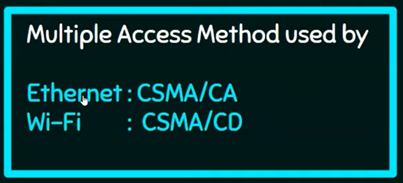 Multiple Access Method used by
Ethernet : CSMA/CA
Wi-Fi : CSMA/CD